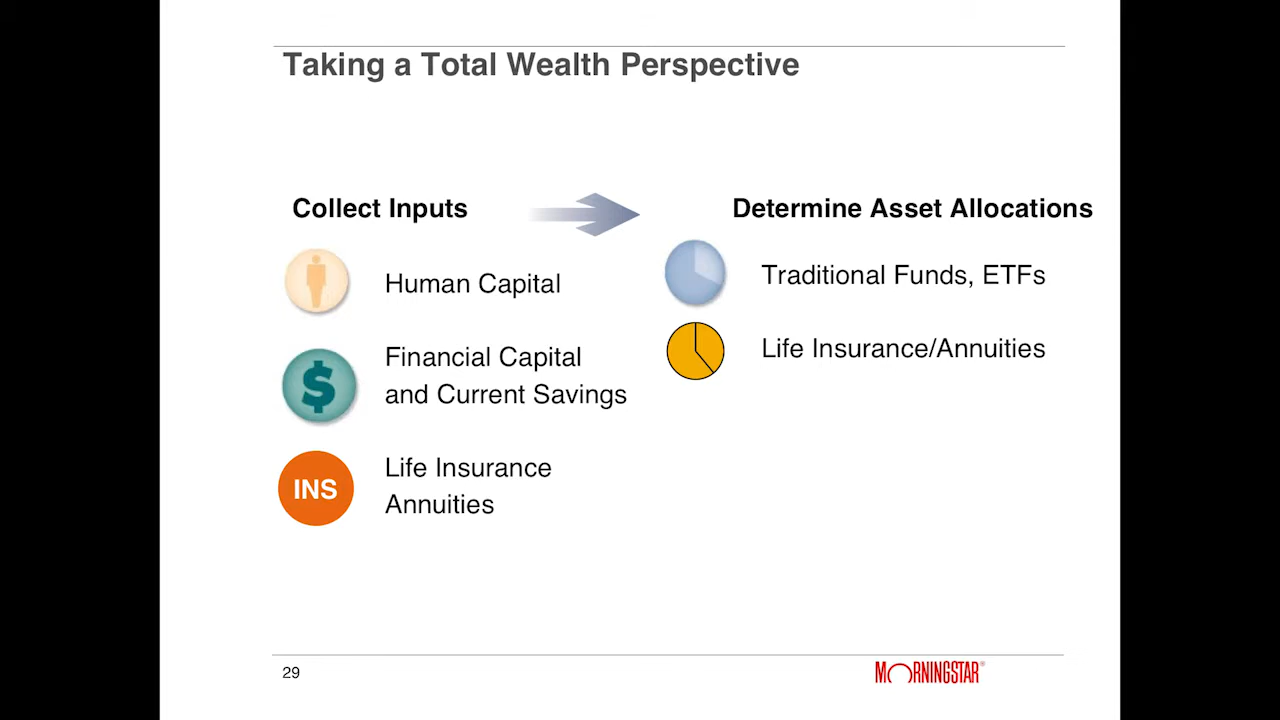 Taking a Total Wealth Perspective
Collect Inputs
Human Capital
$
Financial Capital
and Current Savings
INS
Life Insurance
Annuities
Determine Asset Allocations
Traditional Funds, ETFs
Life Insurance/Annuities
29
MORNINGSTAR®